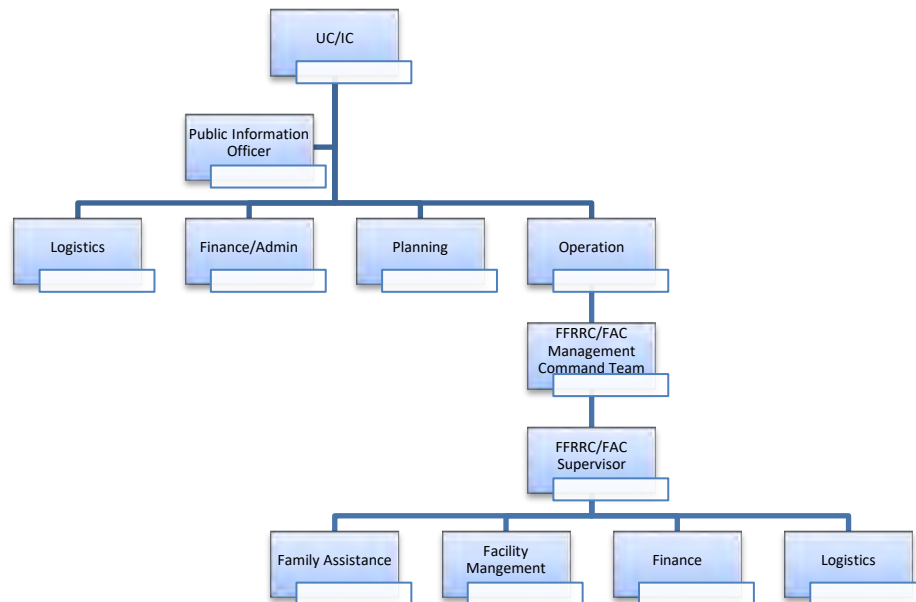 UC/IC
Public Information
Officer
Logistics
Finance/Admin
Planning
Operation
FFRRC/FAC
Management
Command Team
FFRRC/FAC
Supervisor
Family Assistance
Facility
Mangement
Finance
Logistics